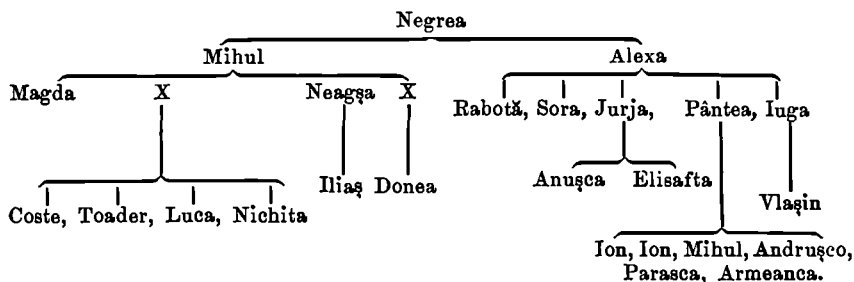 Negrea
Mihul Alexa
Magda X Neagșa X Rabotă, Sora, Jurja, Pântea, Iuga
Iliaș Donea Anușca Elisafta
Coste, Toader, Luca, Nichita Vlașin
Ion, Ion, Mihul, Andrușco,
Parasca, Armeanca.